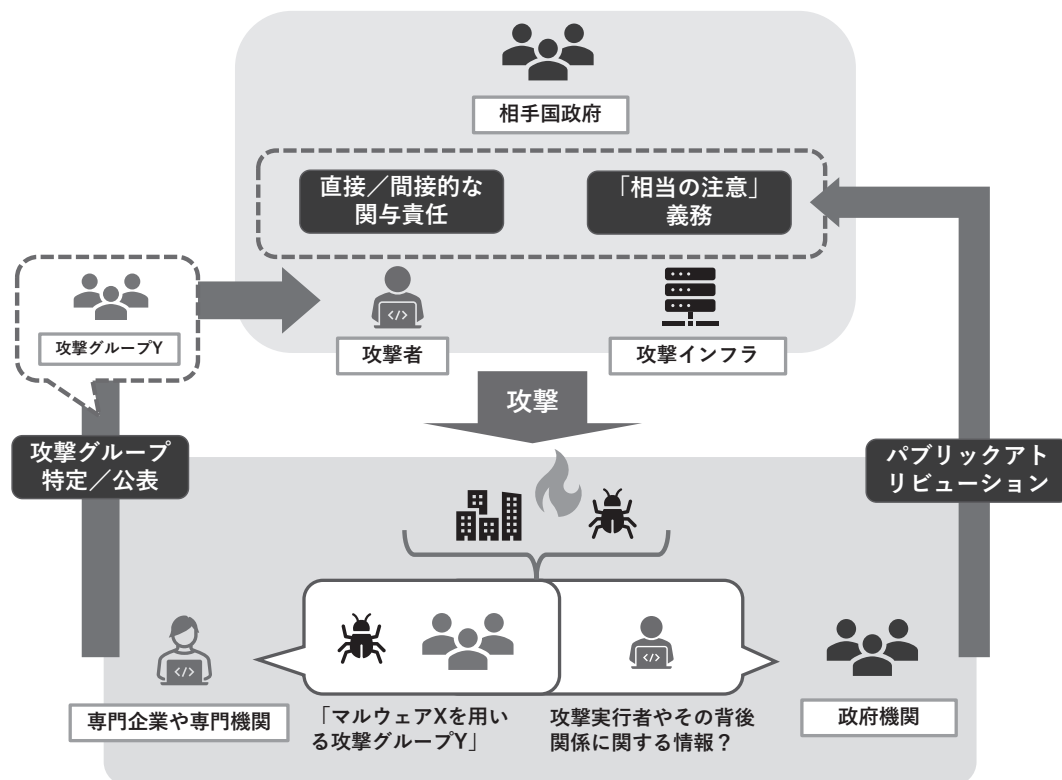 相手国政府
直接／間接的な
関与責任
「相当の注意」
義務
攻撃グループY
攻撃者
攻撃インフラ
攻撃
攻撃グループ
特定／公表
パブリックアト
リビューション
専門企業や専門機関
「マルウェアXを用い
る攻撃グループY」
攻撃実行者やその背後
関係に関する情報？
政府機関